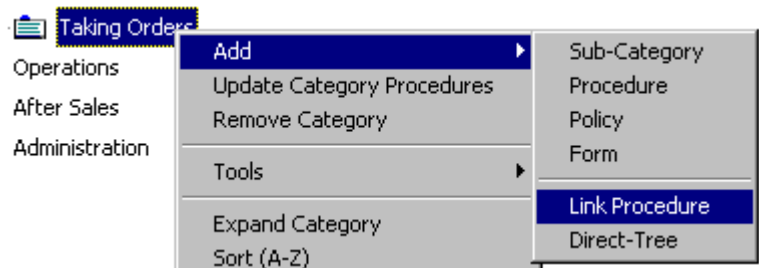 Taking Orders
Operations
After Sales
Administration
Add
Update Category Procedures
Remove Category
Tools
Expand Category
Sort (A-Z)
Sub-Category
Procedure
Policy
Form
Link Procedure
Direct-Tree